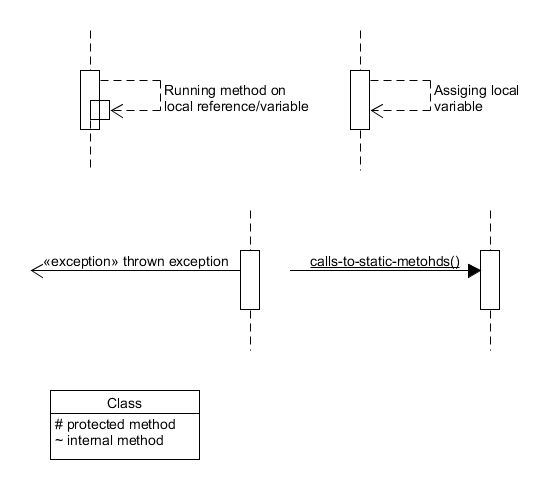 Running method on
local reference/variable
Assiging local
variable
«exception» thrown exception
calls-to-static-metohds()
Class
# protected method
~ internal method